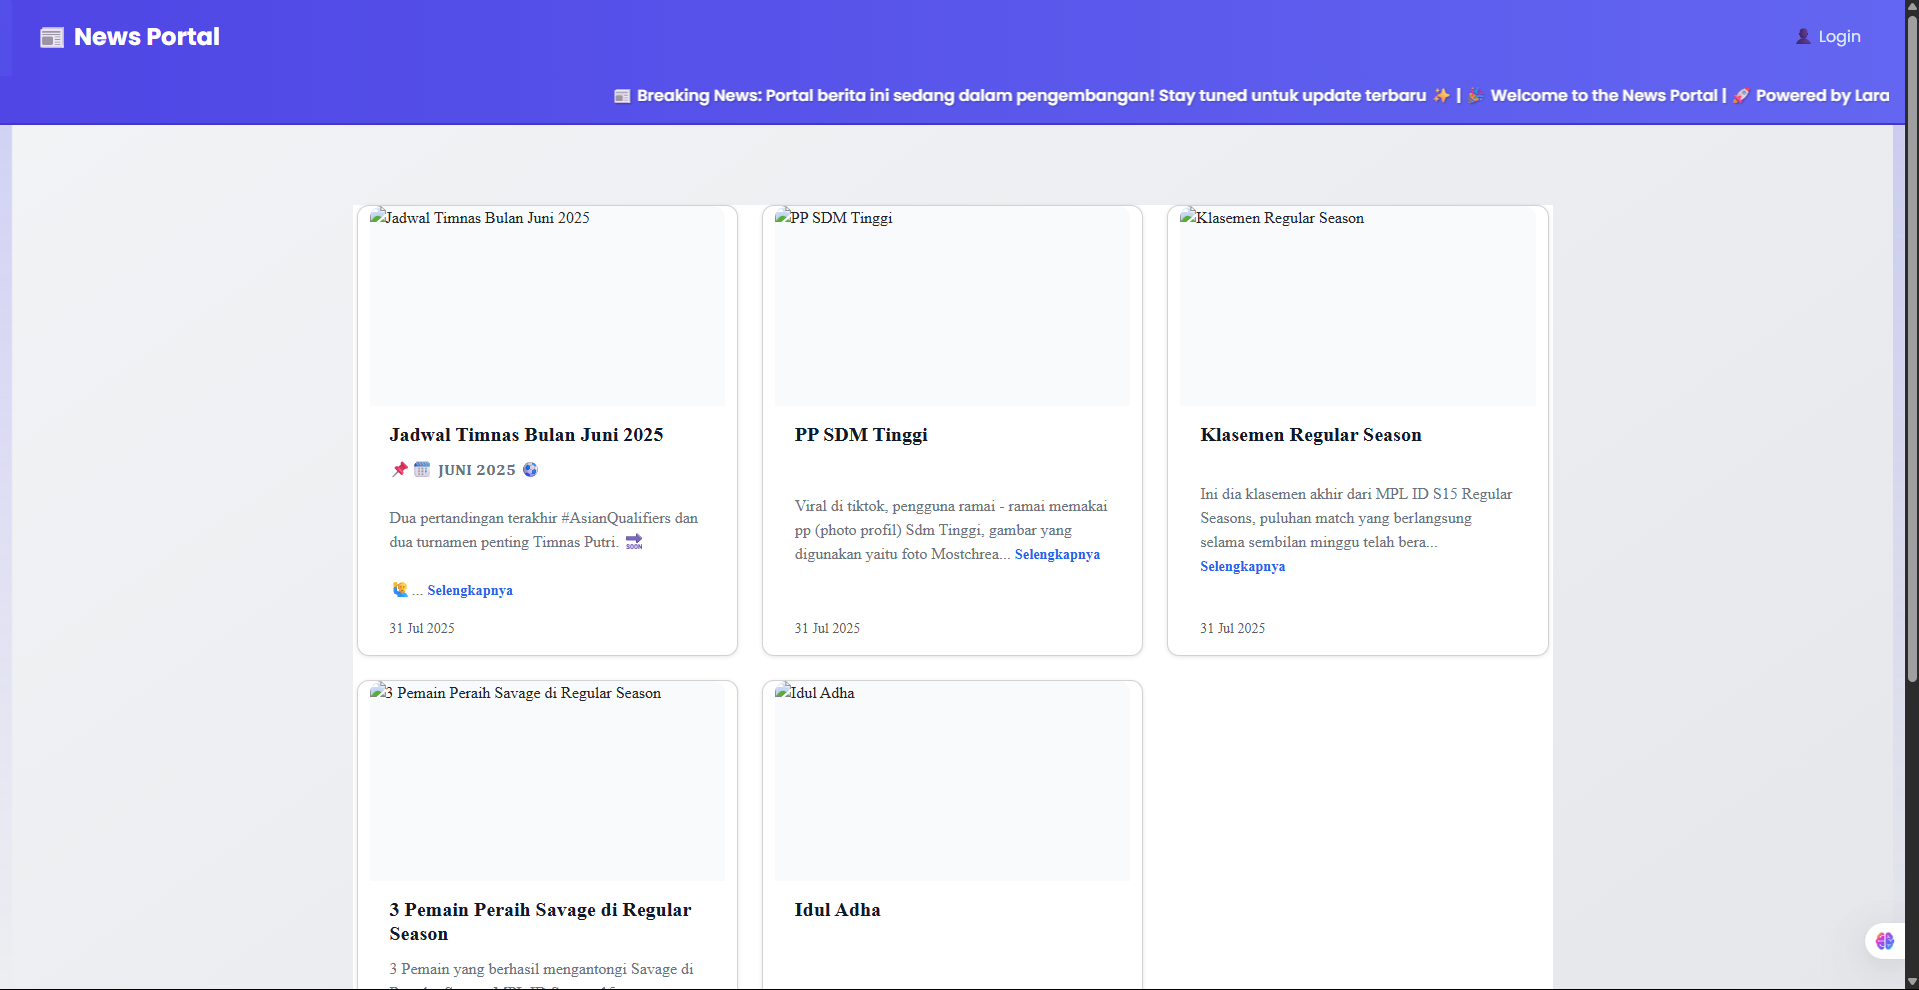 📰 News Portal
👤 Login
📰 Breaking News: Portal berita ini sedang dalam pengembangan! Stay tuned untuk update terbaru ✨ | 🎉 Welcome to the News Portal | 🚀 Powered by Lara
Jadwal Timnas Bulan Juni 2025
Jadwal Timnas Bulan Juni 2025
📌 🗓️ JUNI 2025 ⚽
Dua pertandingan terakhir #AsianQualifiers dan
dua turnamen penting Timnas Putri. 🔜
🙋 ... Selengkapnya
31 Jul 2025
PP SDM Tinggi
PP SDM Tinggi
Viral di tiktok, pengguna ramai - ramai memakai
pp (photo profil) Sdm Tinggi, gambar yang
digunakan yaitu foto Mostchrea... Selengkapnya
31 Jul 2025
Klasemen Regular Season
Klasemen Regular Season
Ini dia klasemen akhir dari MPL ID S15 Regular
Seasons, puluhan match yang berlangsung
selama sembilan minggu telah bera...
Selengkapnya
31 Jul 2025
3 Pemain Peraih Savage di Regular Season
3 Pemain Peraih Savage di Regular
Season
3 Pemain yang berhasil mengantongi Savage di
Idul Adha
Idul Adha